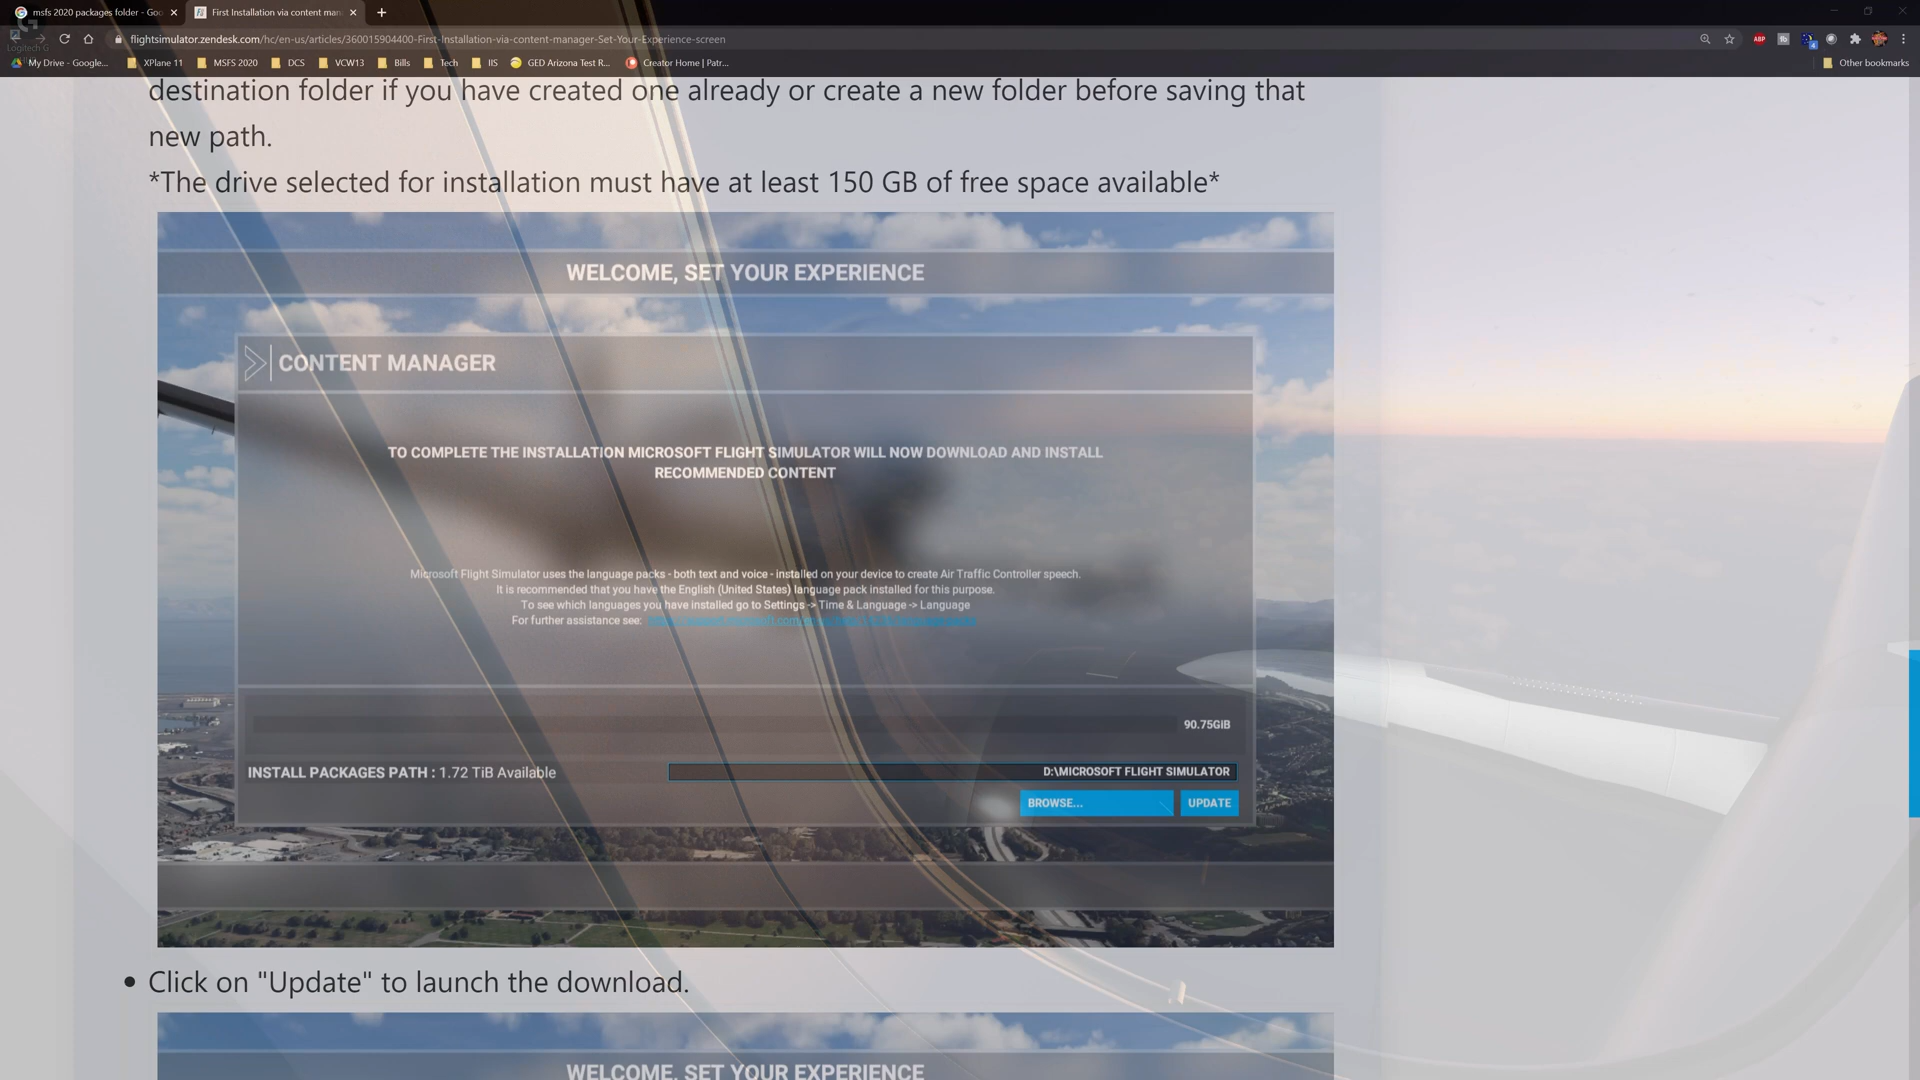 msfs 2020 packages folder - Goo
First Installation via content man
flightsimulator.zendesk.com/hc/en-us/articles/360015904400-First-Installation-via-content-manager-Set-Your-Experience-screen
Logitech G
My Drive - Google... XPlane 11 MSFS 2020 DCS VCW13 Bills Tech IIS GED Arizona Test R... Creator Home | Patr... Other bookmarks
destination folder if you have created one already or create a new folder before saving that
new path.
*The drive selected for installation must have at least 150 GB of free space available*
WELCOME, SET YOUR EXPERIENCE
CONTENT MANAGER
TO COMPLETE THE INSTALLATION MICROSOFT FLIGHT SIMULATOR WILL NOW DOWNLOAD AND INSTALL
RECOMMENDED CONTENT
Microsoft Flight Simulator uses the language packs - both text and voice - installed on your device to create Air Traffic Controller speech.
It is recommended that you have the English (United States) language pack installed for this purpose.
To see which languages you have installed go to Settings -> Time & Language -> Language
For further assistance see:
90.75GiB
INSTALL PACKAGES PATH : 1.72 TiB Available
D:\MICROSOFT FLIGHT SIMULATOR
BROWSE... UPDATE
• Click on "Update" to launch the download.
WELCOME, SET YOUR EXPERIENCE